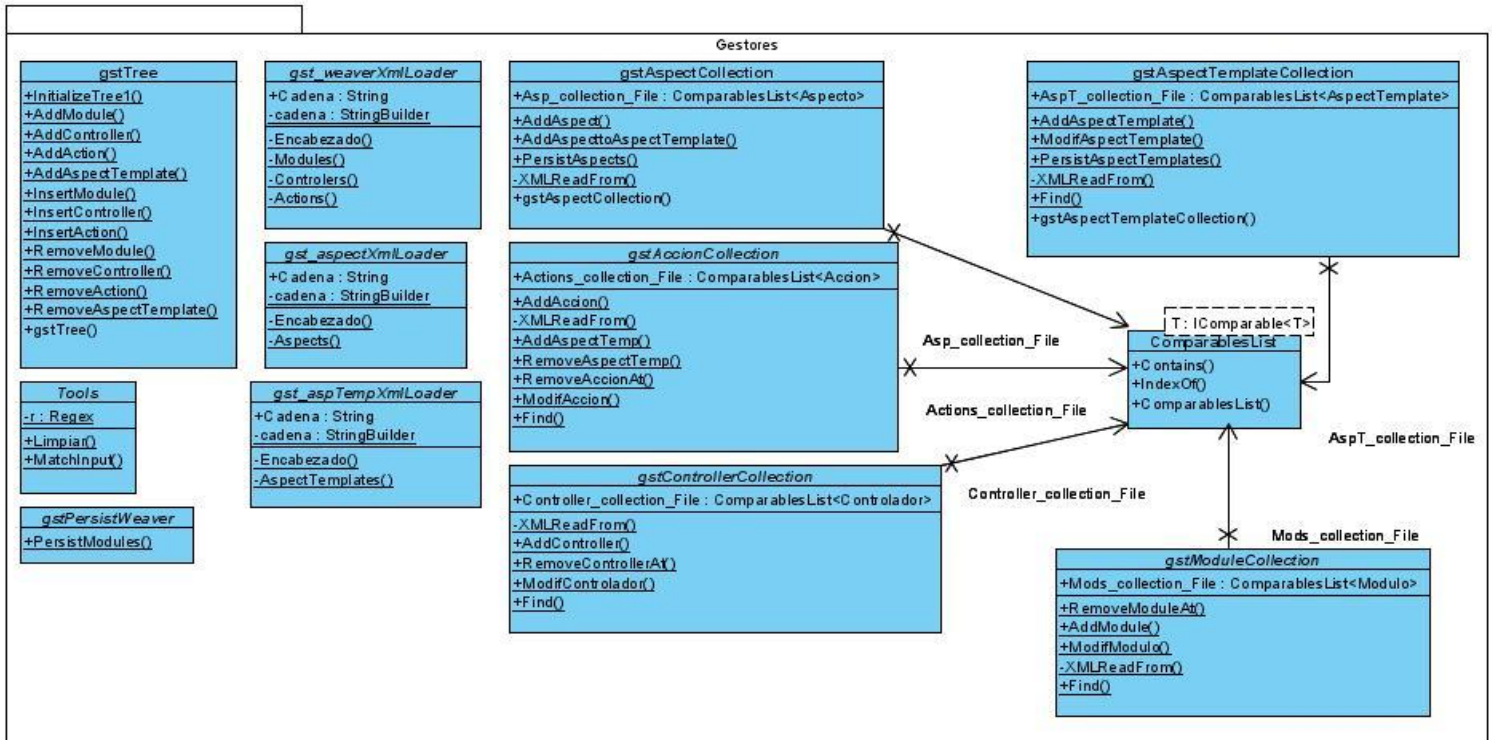 Gestores
gstTree
+InitializeTree1()
+AddModule()
+AddController()
+AddAction()
+AddAspectTemplate()
+InsertModule()
+InsertController()
+InsertAction()
+RemoveModule()
+RemoveController()
+RemoveAction()
+RemoveAspectTemplate()
+gstTree()
Tools
-r : Regex
+Limpiar()
+MatchInput()
gstPersistWeaver
+PersistModules()
gst_weaverXmlLoader
+Cadena : String
-cadena : StringBuilder
-Encabezado()
-Modules()
-Controlers()
-Actions()
gst_aspectXmlLoader
+Cadena : String
-cadena : StringBuilder
-Encabezado()
-Aspects()
gst_aspTempXmlLoader
+Cadena : String
-cadena : StringBuilder
-Encabezado()
-AspectTemplates()
gstAspectCollection
+Asp_collection_File : ComparablesList<Aspecto>
+AddAspect()
+AddAspecttoAspectTemplate()
+PersistAspects()
-XMLReadFrom()
+gstAspectCollection()
gstAccionCollection
+Actions_collection_File : ComparablesList<Accion>
+AddAccion()
-XMLReadFrom()
+AddAspectTemp()
+RemoveAspectTemp()
+RemoveAccionAt()
+ModifAccion()
+Find()
gstControllerCollection
+Controller_collection_File : ComparablesList<Controlador>
-XMLReadFrom()
+AddController()
+RemoveControllerAt()
+ModifControlador()
+Find()
gstAspectTemplateCollection
+AspT_collection_File : ComparablesList<AspectTemplate>
+AddAspectTemplate()
+ModifAspectTemplate()
+PersistAspectTemplates()
-XMLReadFrom()
+Find()
+gstAspectTemplateCollection()
T : IComparable<T>
ComparablesList
+Contains()
+IndexOf()
+ComparablesList()
Asp_collection_File
Actions_collection_File
Controller_collection_File
AspT_collection_File
Mods_collection_File
gstModuleCollection
+Mods_collection_File : ComparablesList<Modulo>
+RemoveModuleAt()
+AddModule()
+ModifModulo()
-XMLReadFrom()
+Find()